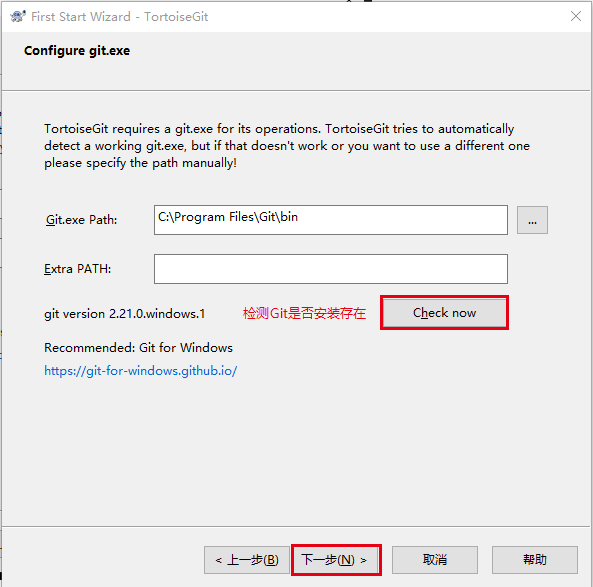 First Start Wizard - TortoiseGit
Configure git.exe
TortoiseGit requires a git.exe for its operations. TortoiseGit tries to automatically
detect a working git.exe, but if that doesn't work or you want to use a different one
please specify the path manually!
Git.exe Path: C:\Program Files\Git\bin ...
Extra PATH:
git version 2.21.0.windows.1 检测Git是否安装存在 Check now
Recommended: Git for Windows
https://git-for-windows.github.io/
< 上一步(B) 下一步(N) > 取消 帮助